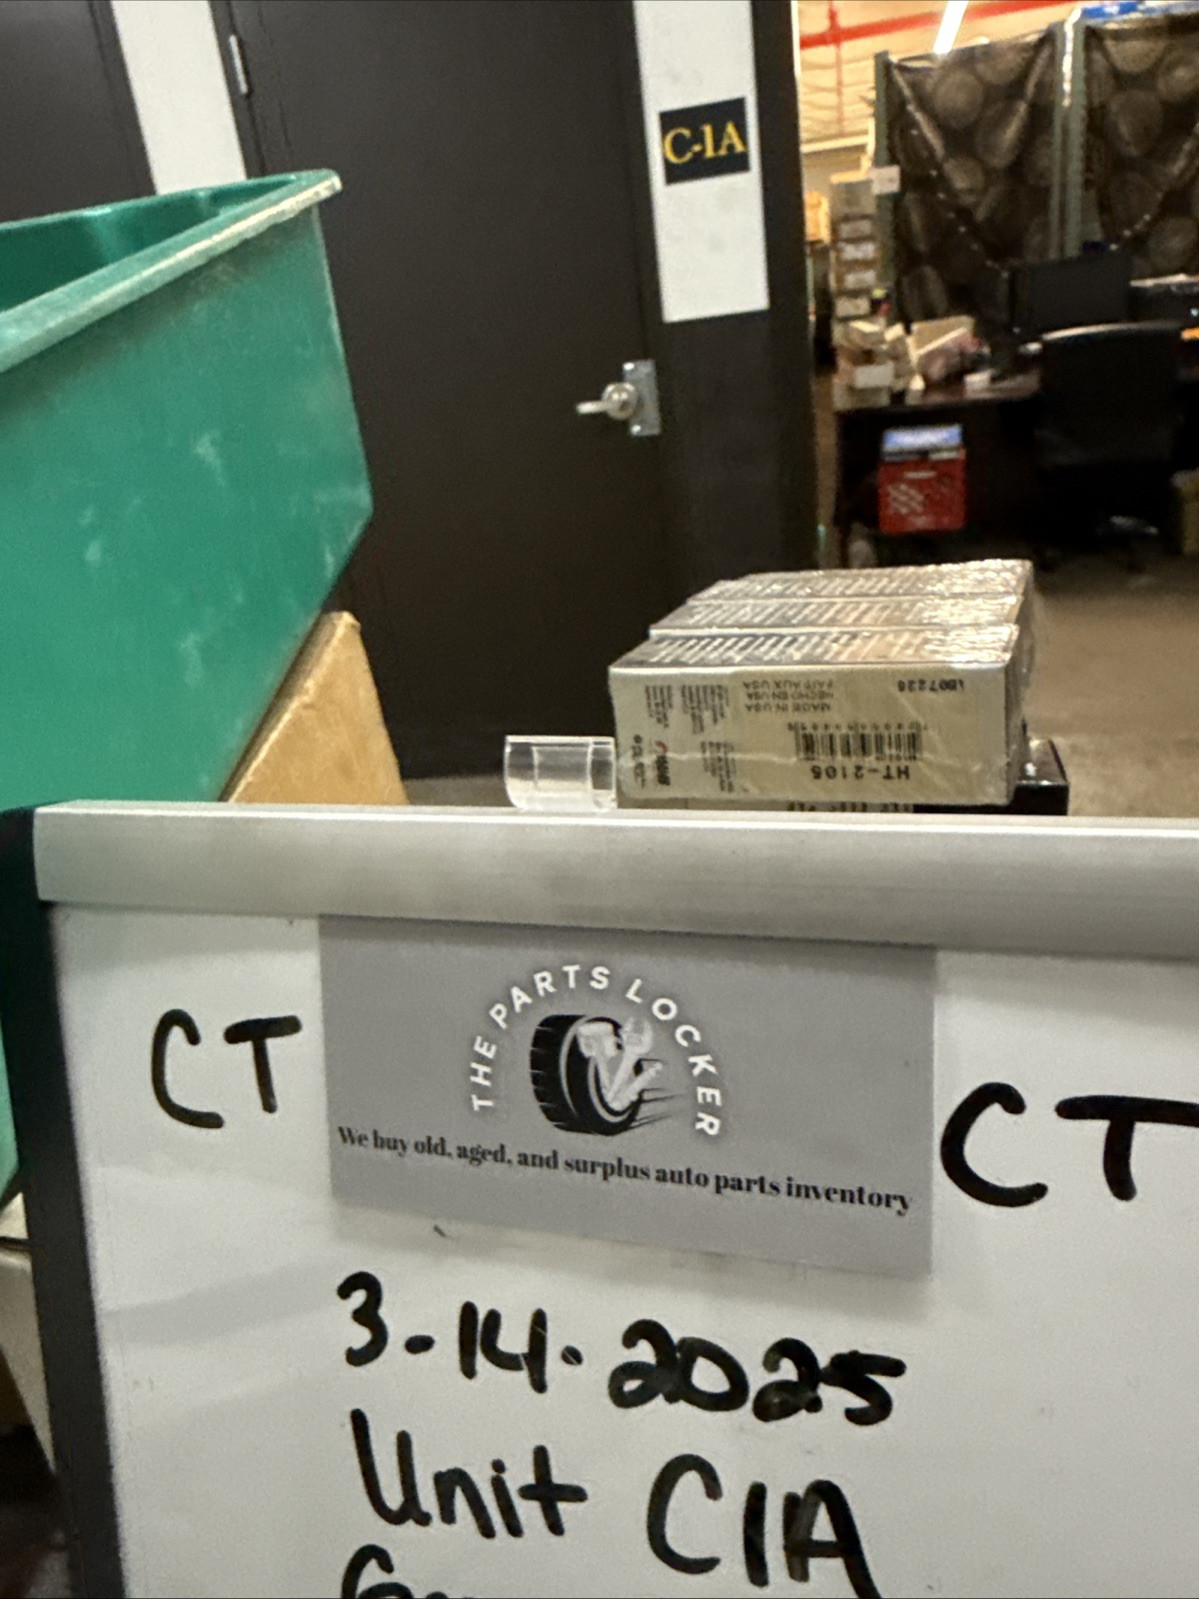 C-1A
MADE IN USA
HECHO EN USA
FAIT AUX USA
HT-2105
CT
THE PARTS LOCKER
We buy old, aged, and surplus auto parts inventory
CT
3-14-2025
Unit C1A